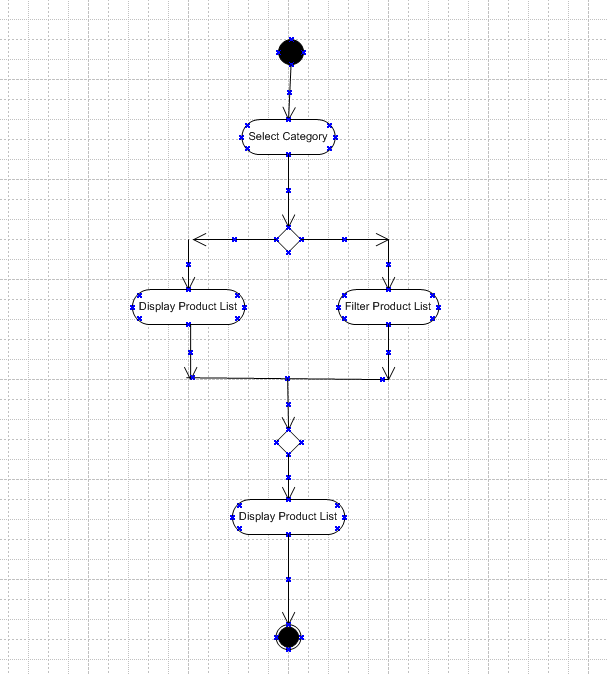 Select Category
Display Product List
Filter Product List
Display Product List